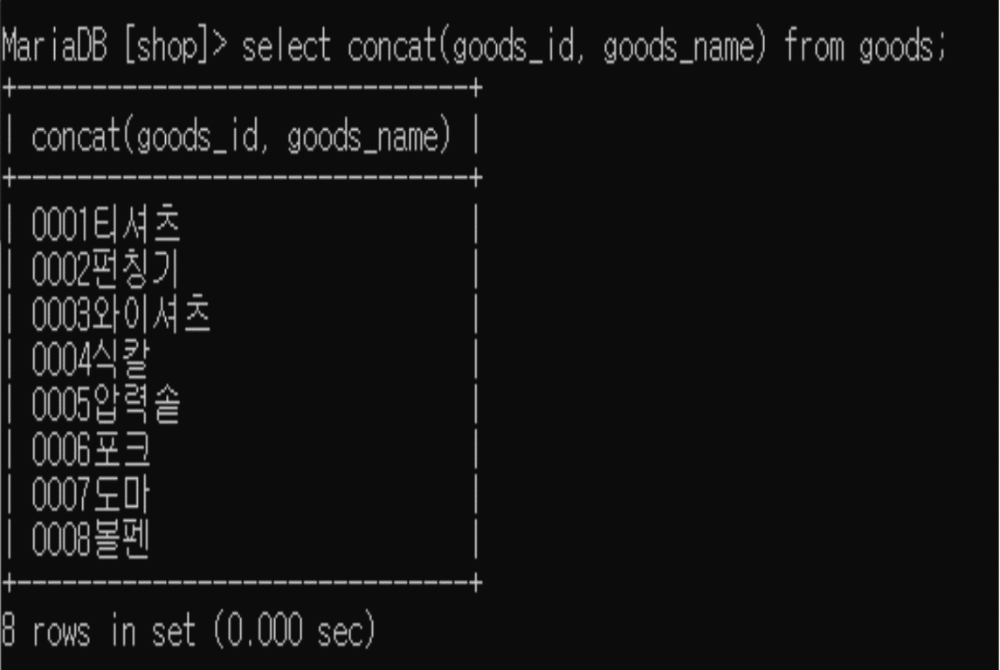 MariaDB [shop]> select concat(goods_id, goods_name) from goods;
+------------------------------+
| concat(goods_id, goods_name) |
+------------------------------+
| 0001티셔츠                   |
| 0002펀칭기                   |
| 0003와이셔츠                 |
| 0004식칼                     |
| 0005압력솥                   |
| 0006포크                     |
| 0007도마                     |
| 0008볼펜                     |
+------------------------------+
8 rows in set (0.000 sec)